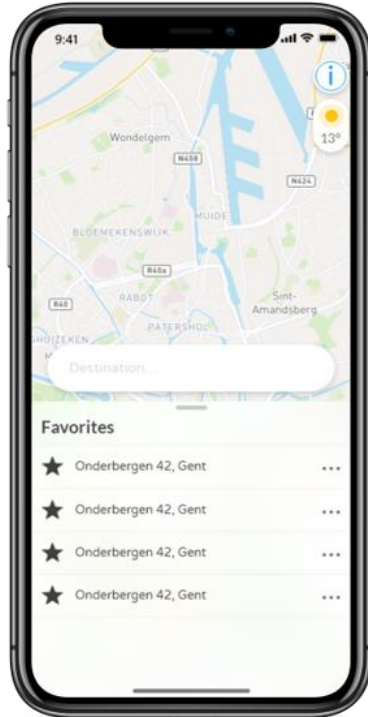 9:41
i
13°
Wondelgem
N458
N424
MUIDE
BLOEMEKENSWIJK
R40a
R40
RABOT
Sint-
Amandsberg
PATERSHOL
Destination...
Favorites
Onderbergen 42, Gent ...
Onderbergen 42, Gent ...
Onderbergen 42, Gent ...
Onderbergen 42, Gent ...